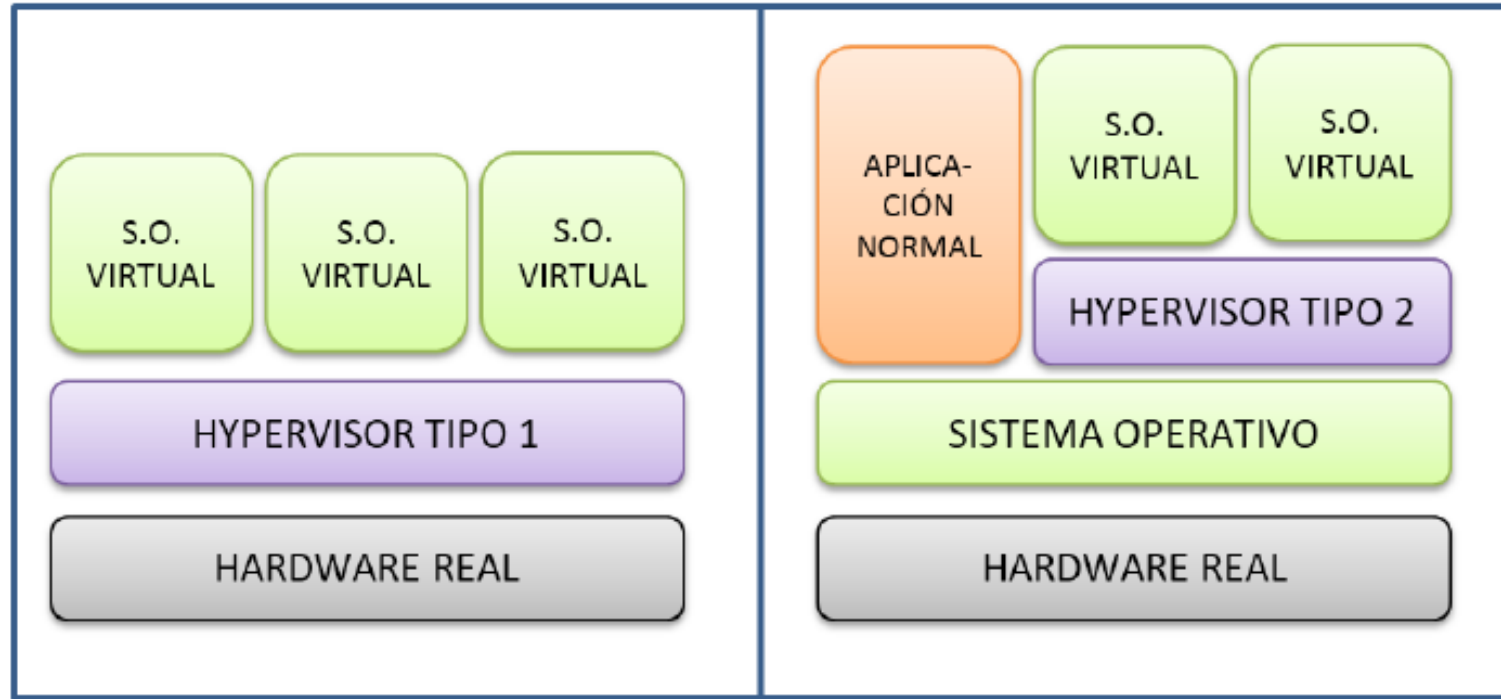 S.O.
VIRTUAL
S.O.
VIRTUAL
S.O.
VIRTUAL
HYPERVISOR TIPO 1
HARDWARE REAL
APLICA-
CIÓN
NORMAL
S.O.
VIRTUAL
S.O.
VIRTUAL
HYPERVISOR TIPO 2
SISTEMA OPERATIVO
HARDWARE REAL